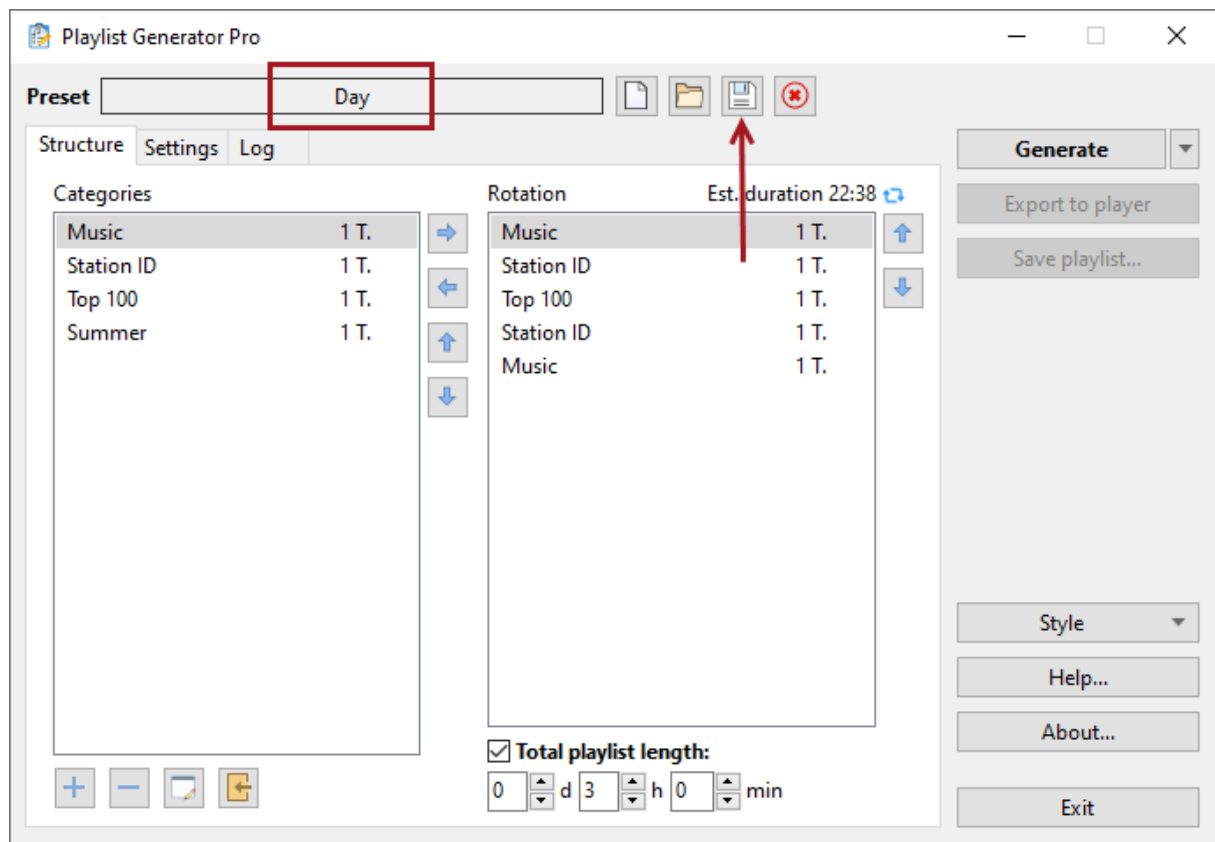 Playlist Generator Pro
Preset Day
Structure Settings Log
Generate
Categories
Music 1 T.
Station ID 1 T.
Top 100 1 T.
Summer 1 T.
Rotation Est. duration 22:38
Music 1 T.
Station ID 1 T.
Top 100 1 T.
Station ID 1 T.
Music 1 T.
Total playlist length:
0 d 3 h 0 min
Export to player
Save playlist...
Style
Help...
About...
Exit